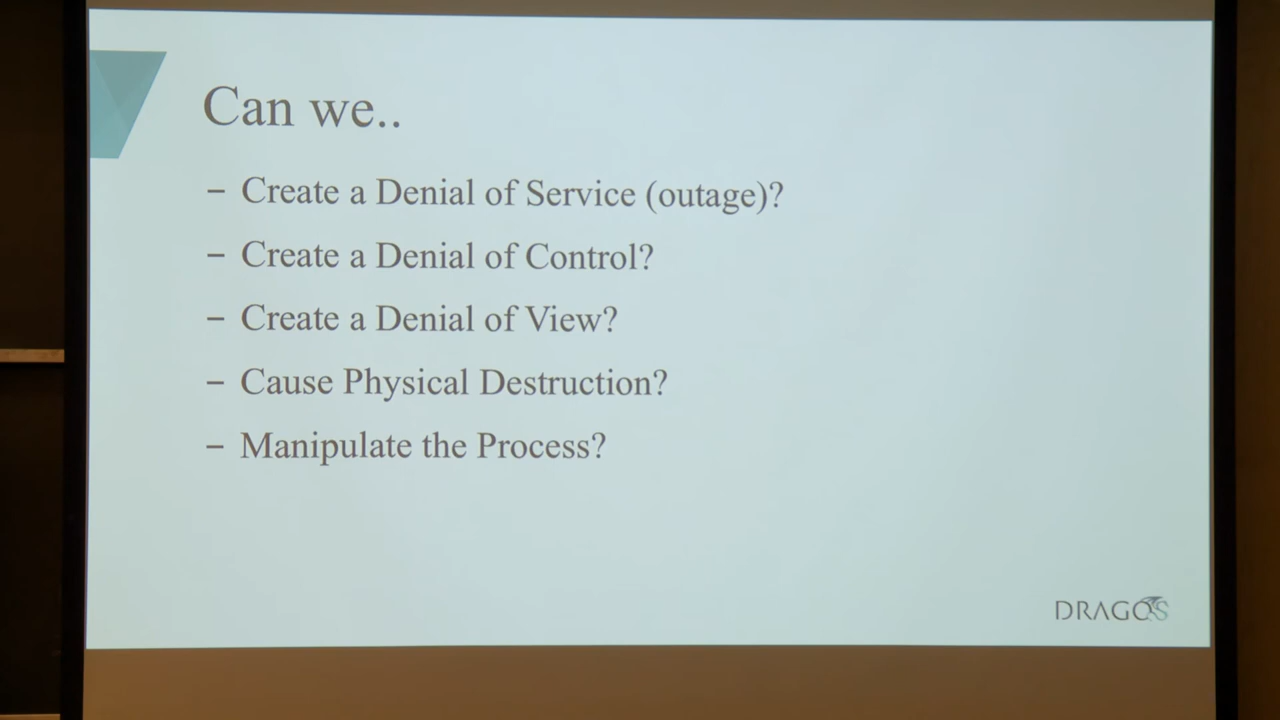 Can we..
– Create a Denial of Service (outage)?
– Create a Denial of Control?
– Create a Denial of View?
– Cause Physical Destruction?
– Manipulate the Process?
DRAGOS